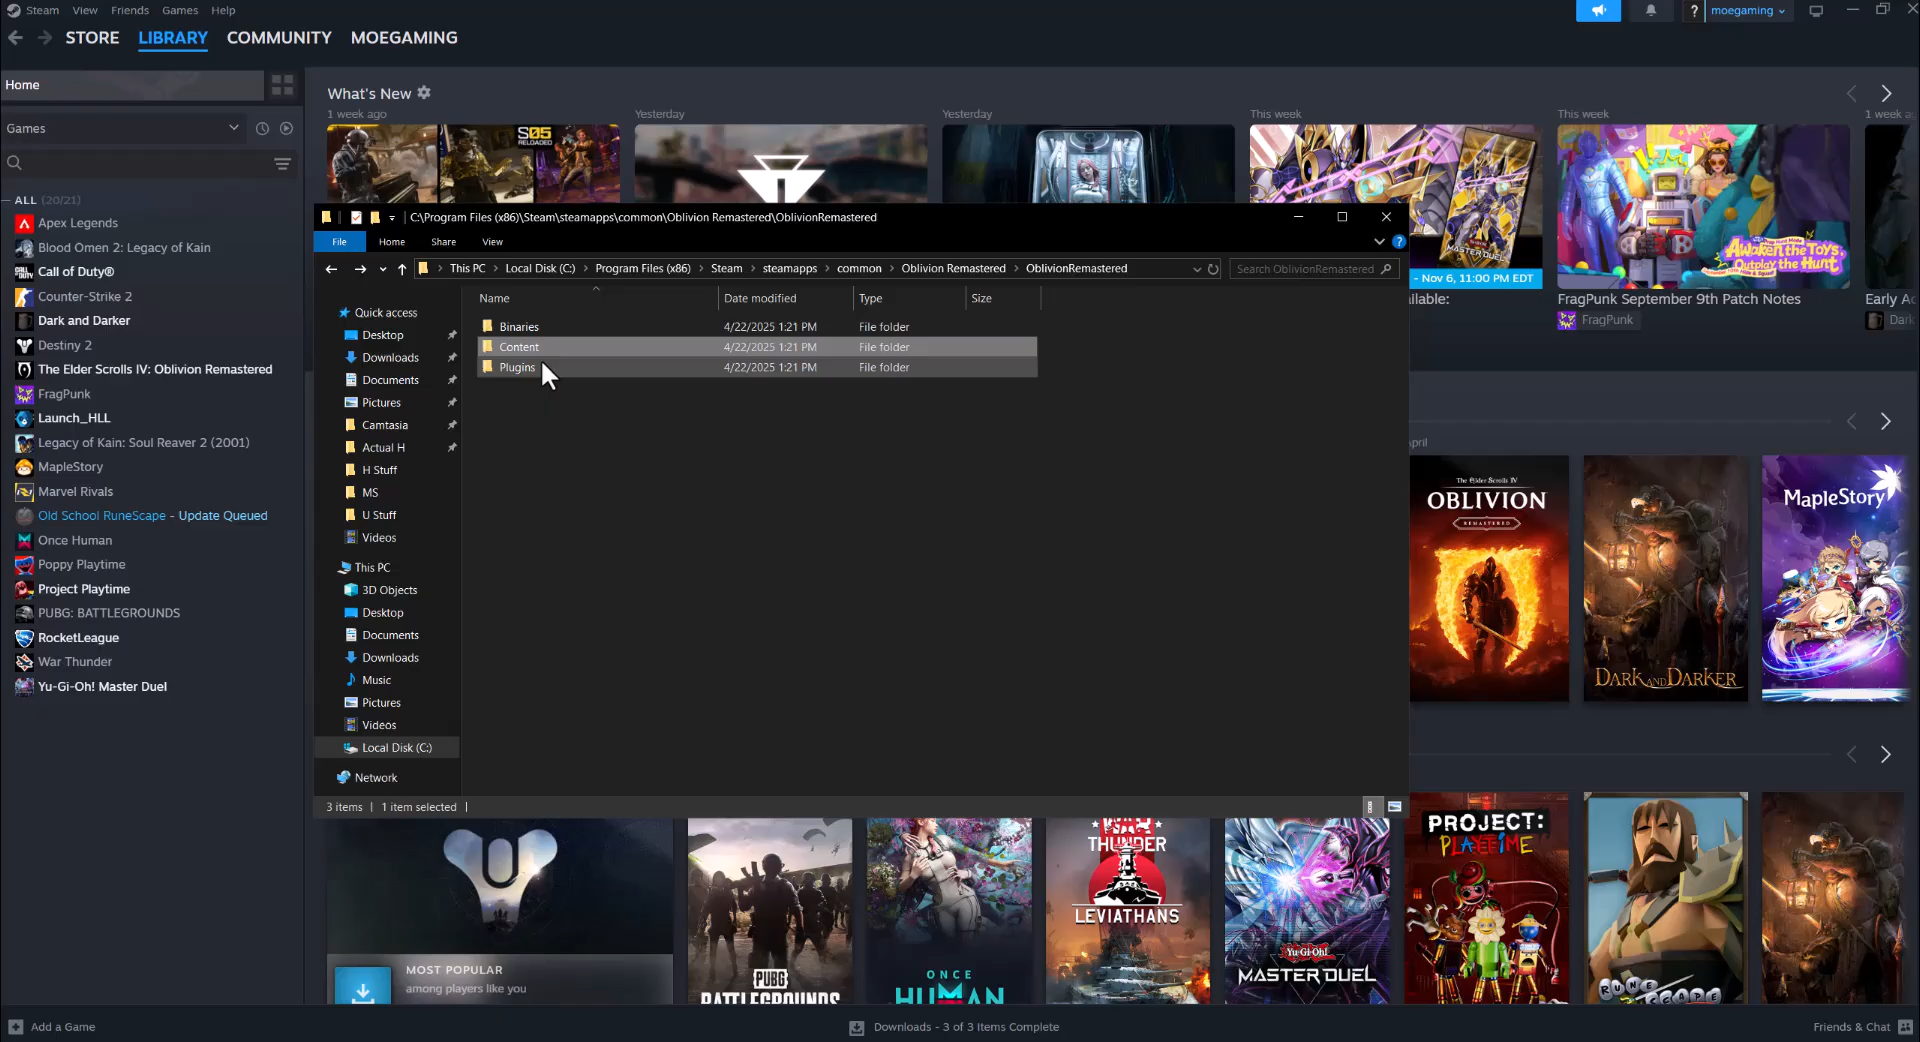 Steam View Friends Games Help
? moegaming
STORE LIBRARY COMMUNITY MOEGAMING
Home
Games
ALL (20/21)
Apex Legends
Blood Omen 2: Legacy of Kain
Call of Duty®
Counter-Strike 2
Dark and Darker
Destiny 2
The Elder Scrolls IV: Oblivion Remastered
FragPunk
Launch_HLL
Legacy of Kain: Soul Reaver 2 (2001)
MapleStory
Marvel Rivals
Old School RuneScape - Update Queued
Once Human
Poppy Playtime
Project Playtime
PUBG: BATTLEGROUNDS
RocketLeague
War Thunder
Yu-Gi-Oh! Master Duel
What's New
1 week ago
Yesterday
Yesterday
This week
This week
S05
RELOADED
MASTER DUEL
Awaken the Toys,
Outplay the Hunt
- Nov 6, 11:00 PM EDT
ilable:
FragPunk September 9th Patch Notes
FragPunk
Early Ac
Dark
C:\Program Files (x86)\Steam\steamapps\common\Oblivion Remastered\OblivionRemastered
File Home Share View
This PC > Local Disk (C:) > Program Files (x86) > Steam > steamapps > common > Oblivion Remastered > OblivionRemastered
Search OblivionRemastered
Name Date modified Type Size
Binaries 4/22/2025 1:21 PM File folder
Content 4/22/2025 1:21 PM File folder
Plugins 4/22/2025 1:21 PM File folder
Quick access
Desktop
Downloads
Documents
Pictures
Camtasia
Actual H
H Stuff
MS
U Stuff
Videos
This PC
3D Objects
Desktop
Documents
Downloads
Music
Pictures
Videos
Local Disk (C:)
Network
3 items | 1 item selected |
April
The Elder Scrolls IV
OBLIVION
REMASTERED
DARK AND DARKER
MapleStory
MOST POPULAR
among players like you
PUBG
BATTLEGROUNDS
ONCE
HUMAN
THUNDER
LEVIATHANS
Yu-Gi-Oh!
MASTER DUEL
PROJECT:
PLAYTIME
RUNESCAPE
Add a Game
Downloads - 3 of 3 Items Complete
Friends & Chat